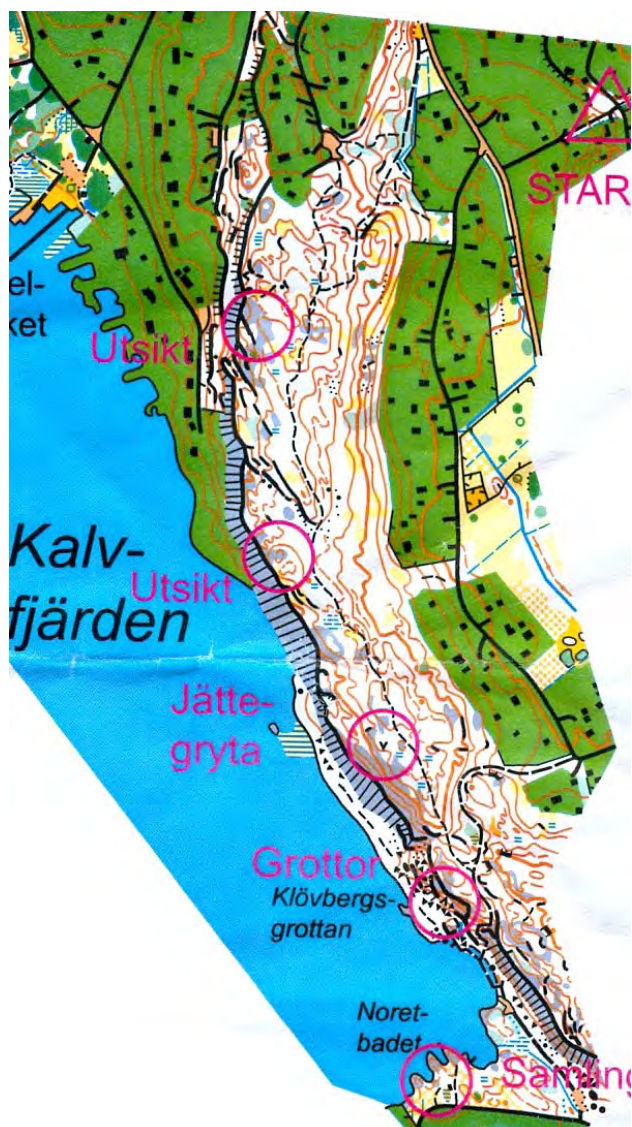 STAR
el-
ket
Utsikt
Kalv-
fjärden
Utsikt
Jätte-
gryta
Grottor
Klövbergs-
grottan
Noret-
badet
Samling